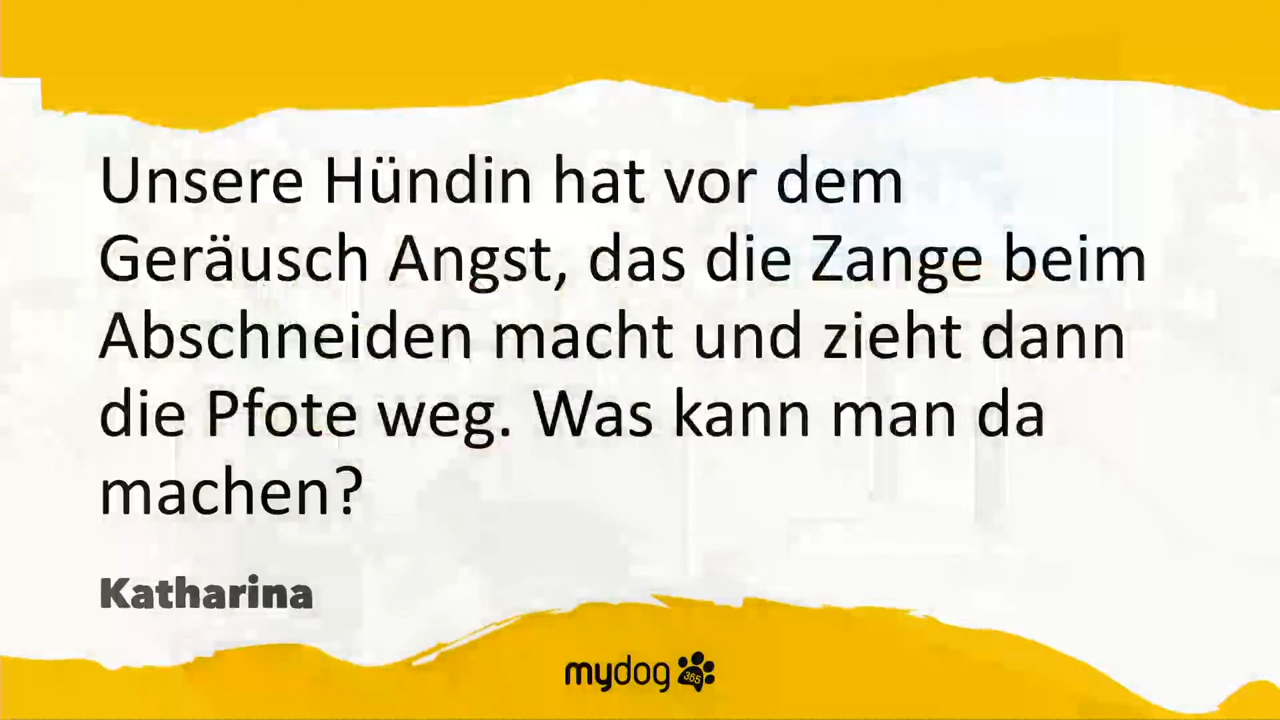 Unsere Hündin hat vor dem
Geräusch Angst, das die Zange beim
Abschneiden macht und zieht dann
die Pfote weg. Was kann man da
machen?
Katharina
mydog 365